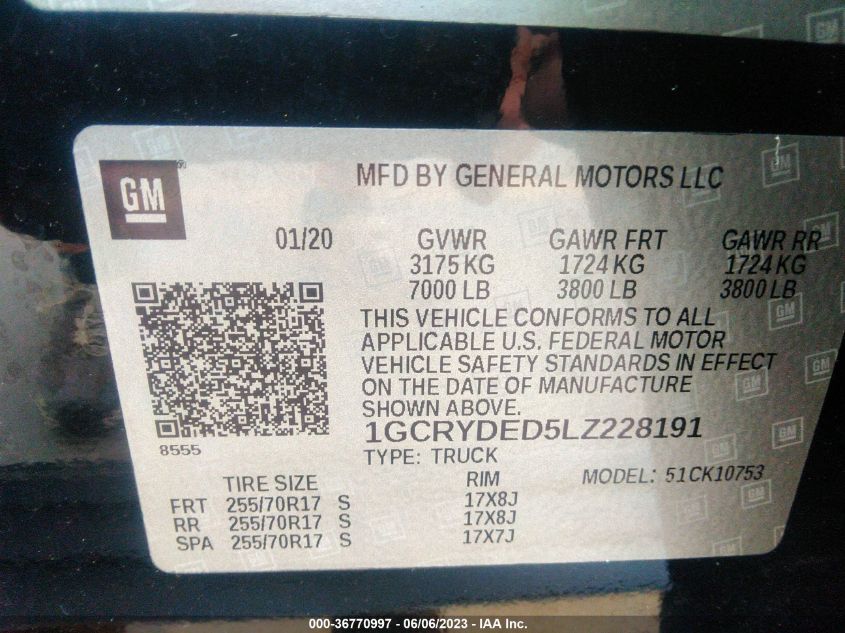 GM ®
MFD BY GENERAL MOTORS LLC
01/20 GVWR GAWR FRT GAWR RR
3175 KG 1724 KG 1724 KG
7000 LB 3800 LB 3800 LB
THIS VEHICLE CONFORMS TO ALL
APPLICABLE U.S. FEDERAL MOTOR
VEHICLE SAFETY STANDARDS IN EFFECT
ON THE DATE OF MANUFACTURE
SHOWN ABOVE.
1GCRYDED5LZ228191
8555
TYPE: TRUCK
TIRE SIZE RIM MODEL: 51CK10753
FRT 255/70R17 S 17X8J
RR 255/70R17 S 17X8J
SPA 255/70R17 S 17X7J
000-36770997 - 06/06/2023 - IAA Inc.